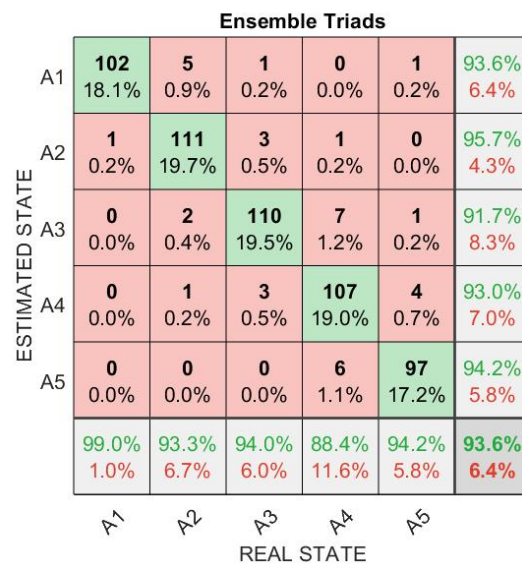 Ensemble Triads
A1 102 5 1 0 1 93.6%
18.1% 0.9% 0.2% 0.0% 0.2% 6.4%
A2 1 111 3 1 0 95.7%
0.2% 19.7% 0.5% 0.2% 0.0% 4.3%
A3 0 2 110 7 1 91.7%
0.0% 0.4% 19.5% 1.2% 0.2% 8.3%
A4 0 1 3 107 4 93.0%
0.0% 0.2% 0.5% 19.0% 0.7% 7.0%
A5 0 0 0 6 97 94.2%
0.0% 0.0% 0.0% 1.1% 17.2% 5.8%
99.0% 93.3% 94.0% 88.4% 94.2% 93.6%
1.0% 6.7% 6.0% 11.6% 5.8% 6.4%
A1 A2 A3 A4 A5
REAL STATE
ESTIMATED STATE